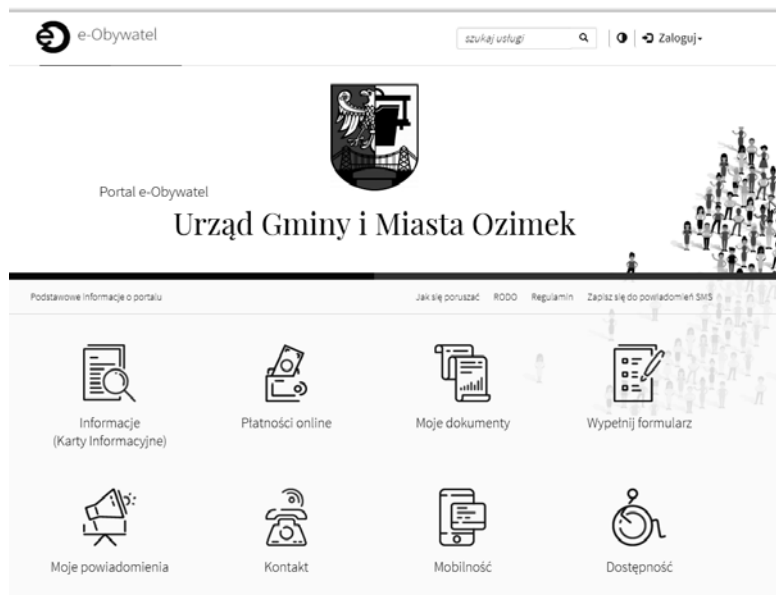 e-Obywatel
szukaj usługi
Zaloguj
Portal e-Obywatel
Urząd Gminy i Miasta Ozimek
Podstawowe Informacje o portalu
Jak się poruszać RODO Regulamin Zapisz się do powiadomień SMS
Informacje
(Karty Informacyjne)
Płatności online
Moje dokumenty
Wypełnij formularz
Moje powiadomienia
Kontakt
Mobilność
Dostępność